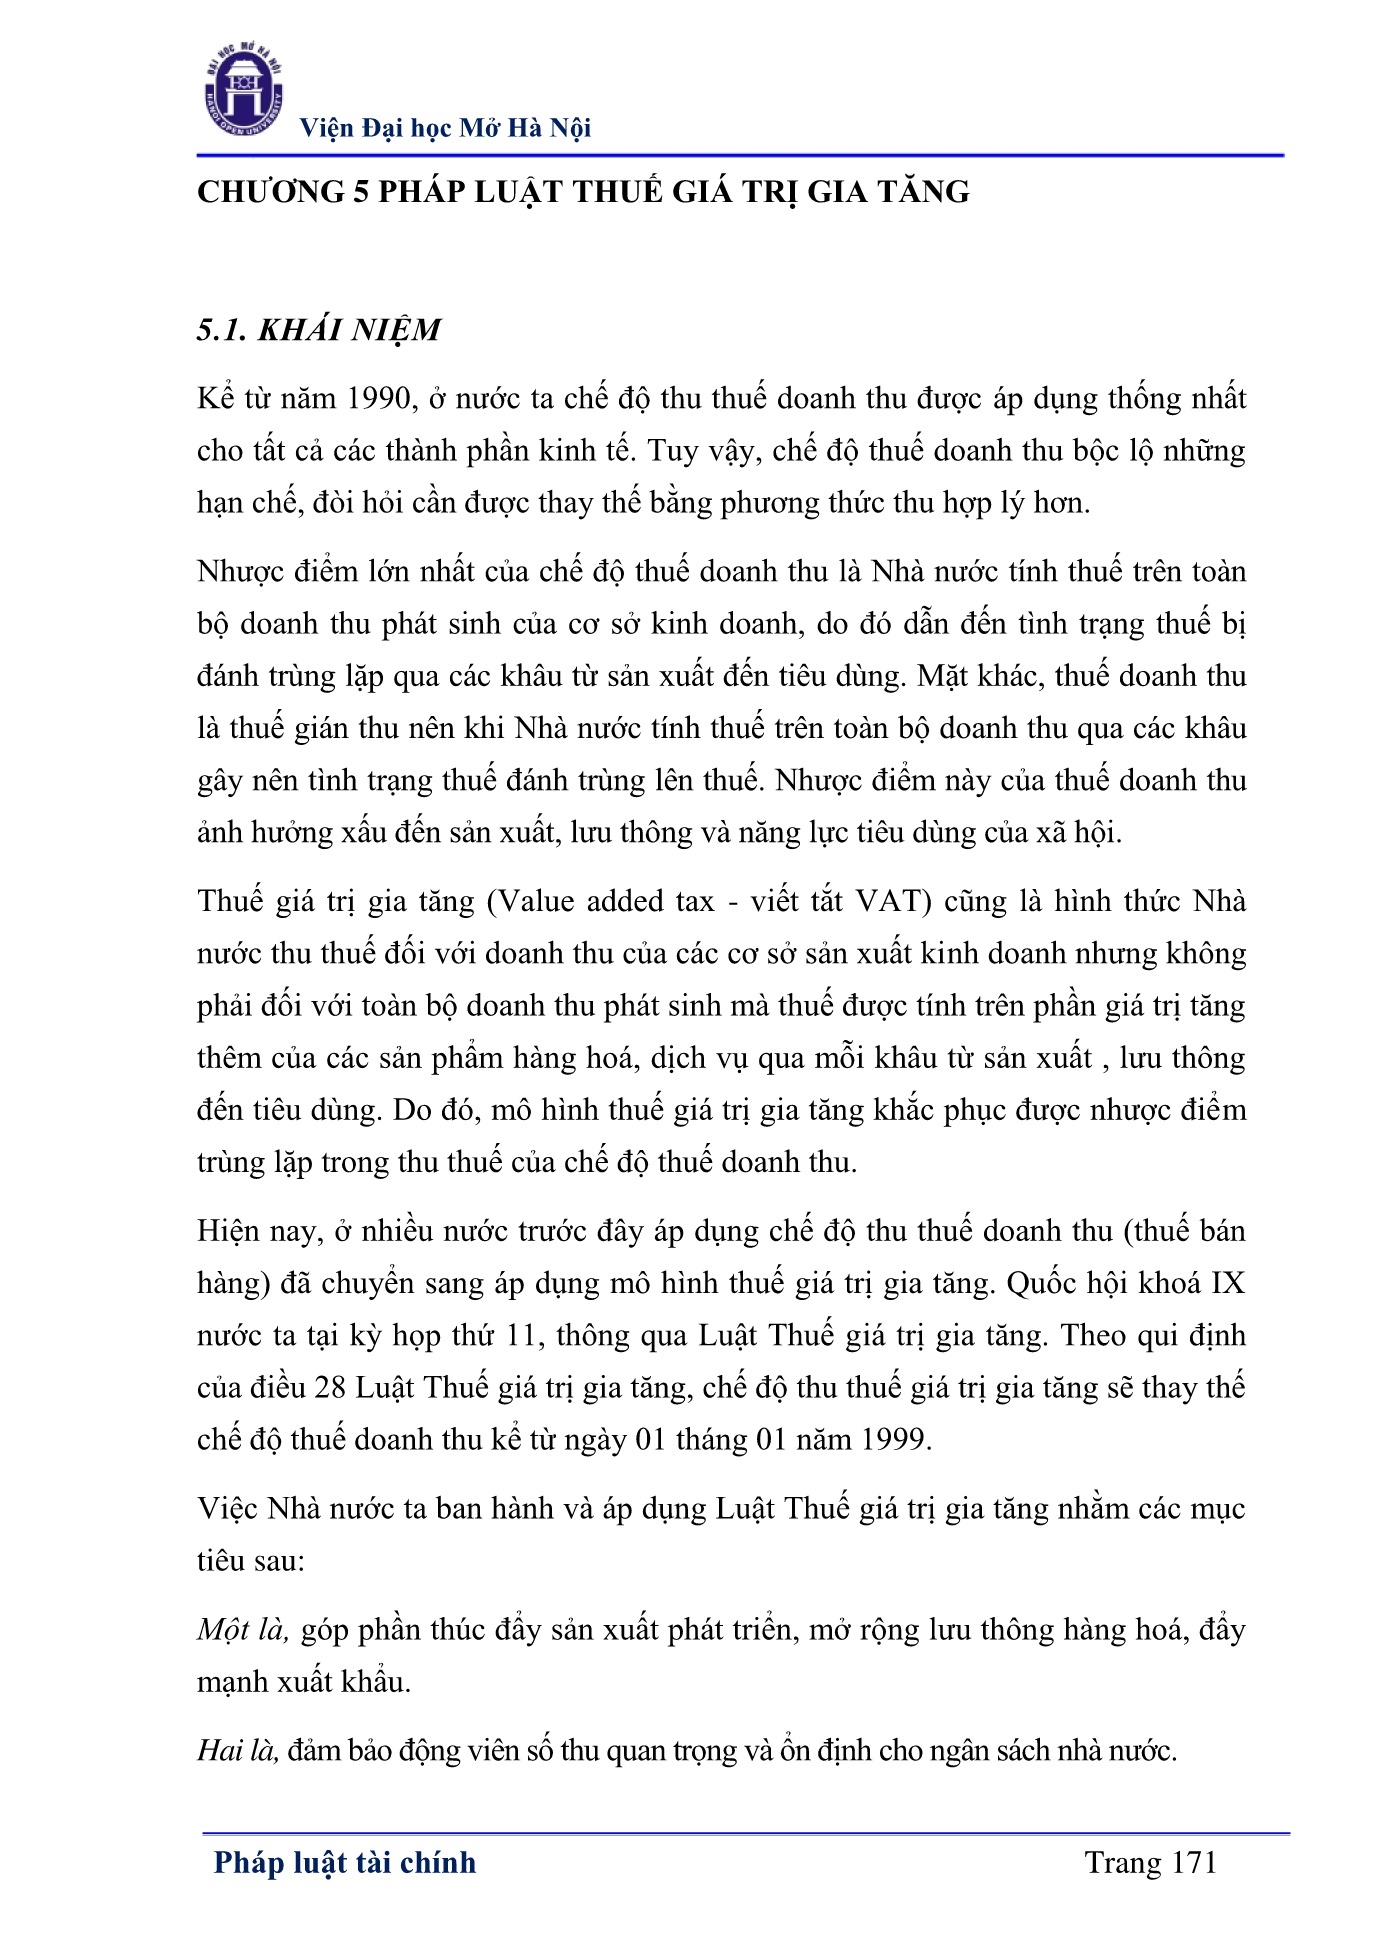 ĐẠI HỌC MỞ HÀ NỘI
HANOI OPEN UNIVERSITY
Viện Đại học Mở Hà Nội
CHƯƠNG 5 PHÁP LUẬT THUẾ GIÁ TRỊ GIA TĂNG
5.1. KHÁI NIỆM
Kể từ năm 1990, ở nước ta chế độ thu thuế doanh thu được áp dụng thống nhất
cho tất cả các thành phần kinh tế. Tuy vậy, chế độ thuế doanh thu bộc lộ những
hạn chế, đòi hỏi cần được thay thế bằng phương thức thu hợp lý hơn.
Nhược điểm lớn nhất của chế độ thuế doanh thu là Nhà nước tính thuế trên toàn
bộ doanh thu phát sinh của cơ sở kinh doanh, do đó dẫn đến tình trạng thuế bị
đánh trùng lặp qua các khâu từ sản xuất đến tiêu dùng. Mặt khác, thuế doanh thu
là thuế gián thu nên khi Nhà nước tính thuế trên toàn bộ doanh thu qua các khâu
gây nên tình trạng thuế đánh trùng lên thuế. Nhược điểm này của thuế doanh thu
ảnh hưởng xấu đến sản xuất, lưu thông và năng lực tiêu dùng của xã hội.
Thuế giá trị gia tăng (Value added tax - viết tắt VAT) cũng là hình thức Nhà
nước thu thuế đối với doanh thu của các cơ sở sản xuất kinh doanh nhưng không
phải đối với toàn bộ doanh thu phát sinh mà thuế được tính trên phần giá trị tăng
thêm của các sản phẩm hàng hoá, dịch vụ qua mỗi khâu từ sản xuất , lưu thông
đến tiêu dùng. Do đó, mô hình thuế giá trị gia tăng khắc phục được nhược điểm
trùng lặp trong thu thuế của chế độ thuế doanh thu.
Hiện nay, ở nhiều nước trước đây áp dụng chế độ thu thuế doanh thu (thuế bán
hàng) đã chuyển sang áp dụng mô hình thuế giá trị gia tăng. Quốc hội khoá IX
nước ta tại kỳ họp thứ 11, thông qua Luật Thuế giá trị gia tăng. Theo qui định
của điều 28 Luật Thuế giá trị gia tăng, chế độ thu thuế giá trị gia tăng sẽ thay thế
chế độ thuế doanh thu kể từ ngày 01 tháng 01 năm 1999.
Việc Nhà nước ta ban hành và áp dụng Luật Thuế giá trị gia tăng nhằm các mục
tiêu sau:
Một là, góp phần thúc đẩy sản xuất phát triển, mở rộng lưu thông hàng hoá, đẩy
mạnh xuất khẩu.
Hai là, đảm bảo động viên số thu quan trọng và ổn định cho ngân sách nhà nước.
Pháp luật tài chính
Trang 171